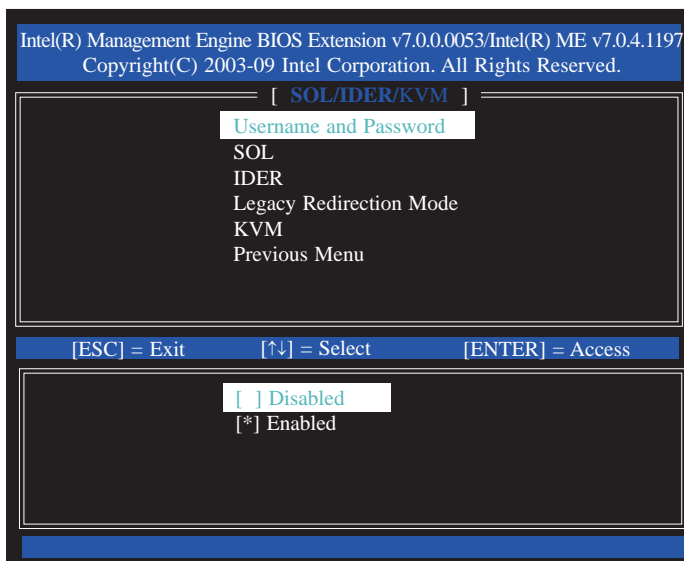 Intel(R) Management Engine BIOS Extension v7.0.0.0053/Intel(R) ME v7.0.4.1197
Copyright(C) 2003-09 Intel Corporation. All Rights Reserved.
[ SOL/IDER/KVM ]
Username and Password
SOL
IDER
Legacy Redirection Mode
KVM
Previous Menu
[ESC] = Exit [↑↓] = Select [ENTER] = Access
[ ] Disabled
[*] Enabled